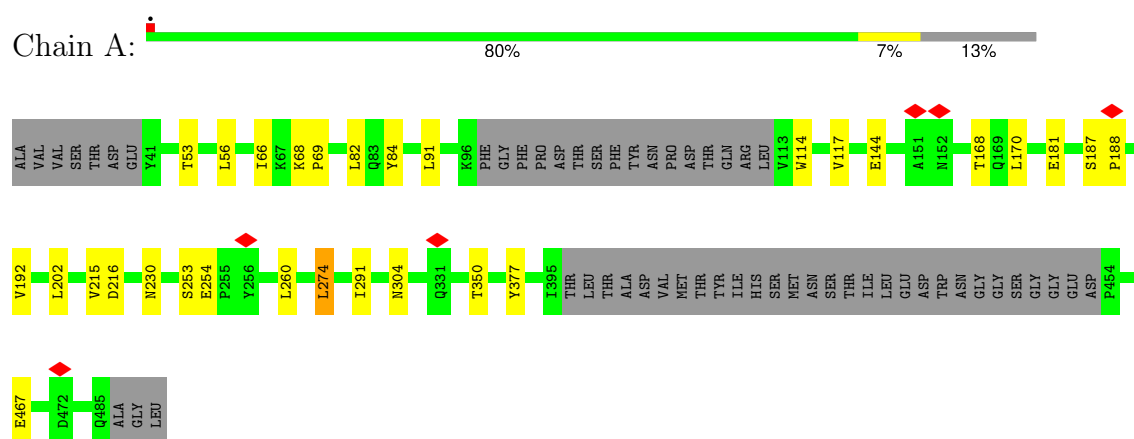 Chain A:
80% 7% 13%
ALA VAL VAL SER THR ASP GLU Y41 T53 L56 I66 K67 K68 P69 L82 Q83 Y84 L91 K96 PHE GLY PHE PRO ASP THR SER PHE TYR ASN PRO ASP THR GLN ARG LEU V113 W114 V117 E144 A151 N152 T168 Q169 L170 E181 S187 P188
V192 L202 V215 D216 N230 S253 E254 P255 Y256 L260 L274 I291 N304 Q331 T350 Y377 I395 THR LEU THR ALA ASP VAL MET THR TYR ILE HIS SER MET ASN SER THR ILE LEU GLU ASP TRP ASN GLY GLY SER GLY GLY GLU ASP P454
E467 D472 Q485 ALA GLY LEU